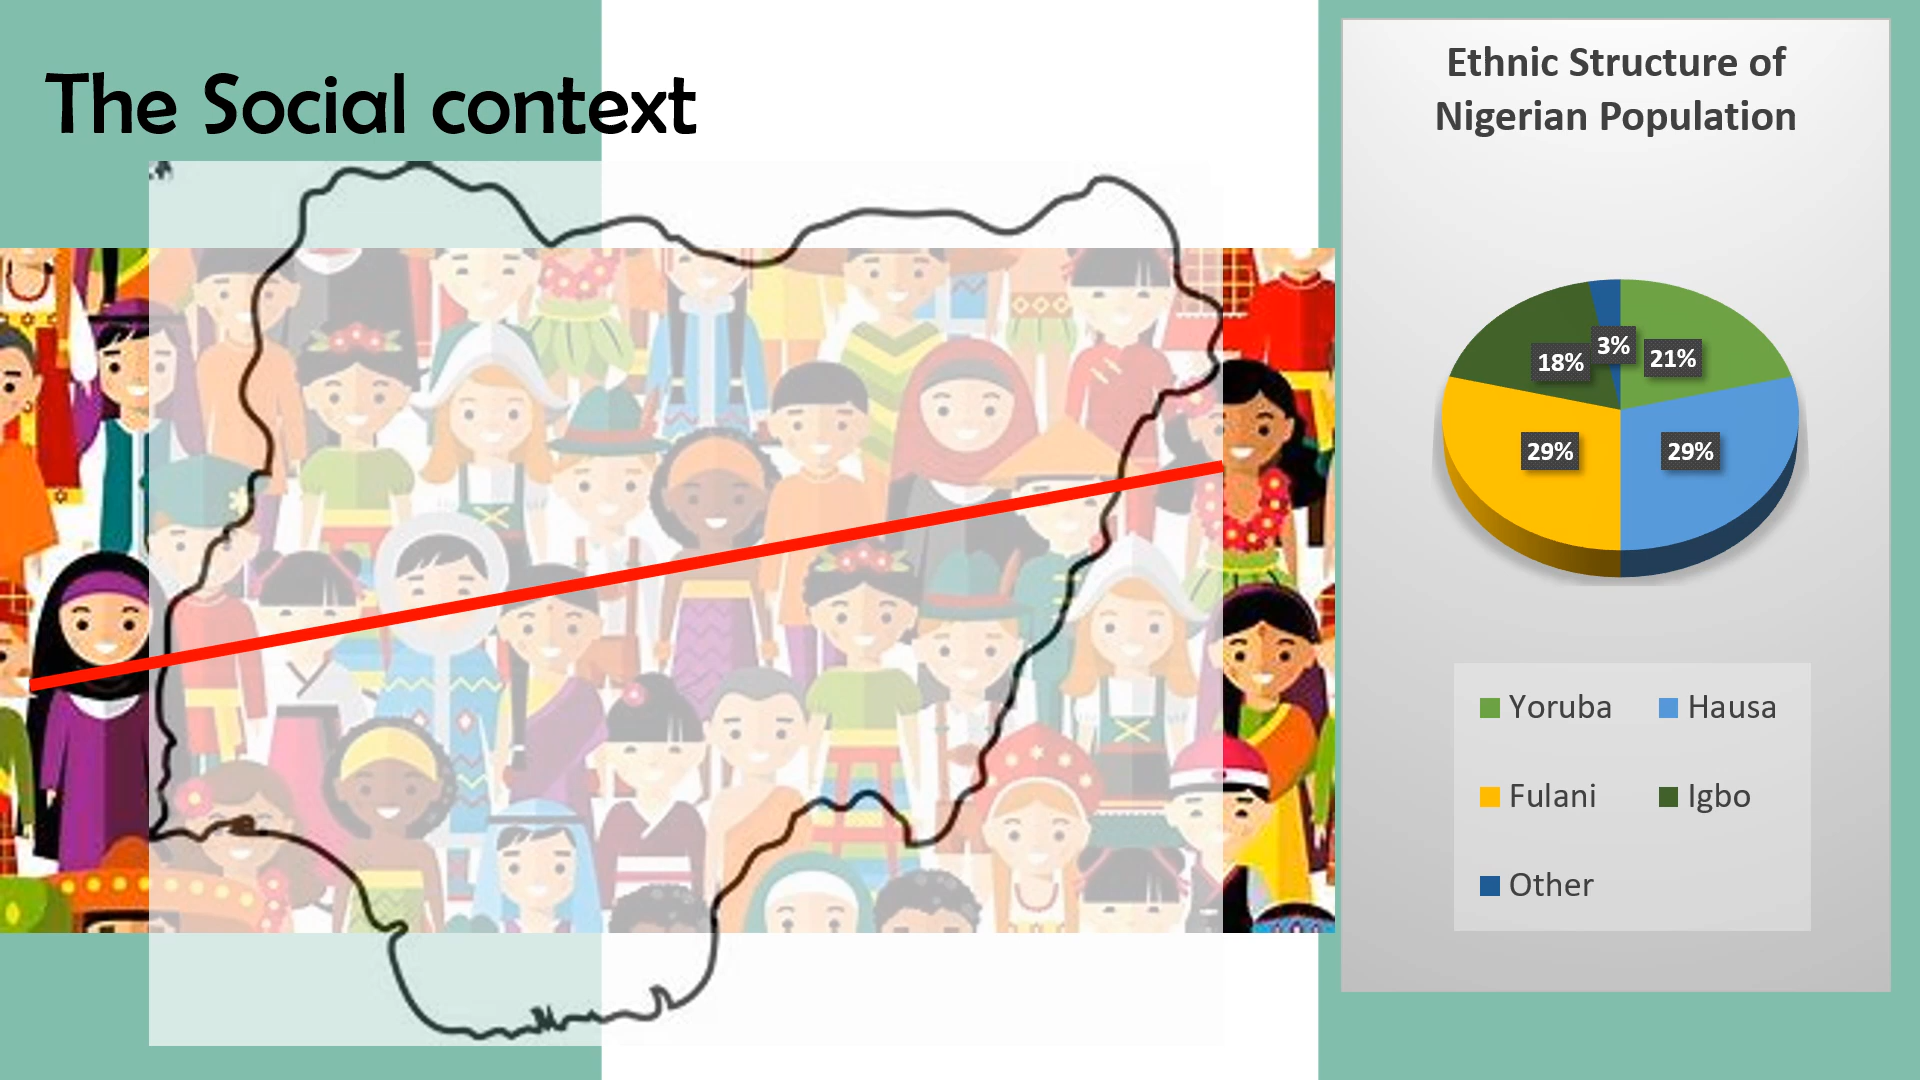 The Social context
Ethnic Structure of
Nigerian Population
18%
3%
21%
29%
29%
Yoruba
Hausa
Fulani
Igbo
Other